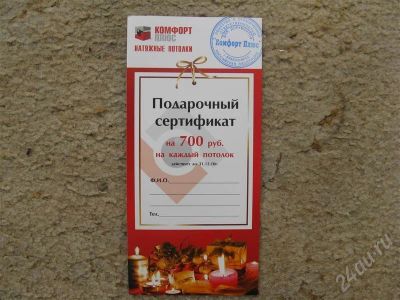 КОМФОРТ
ПЛЮС
НАТЯЖНЫЕ ПОТОЛКИ
Комфорт Плюс
Подарочный
сертификат
на 700 руб.
на каждый потолок
Ф.И.О.
Тел.
24au.ru